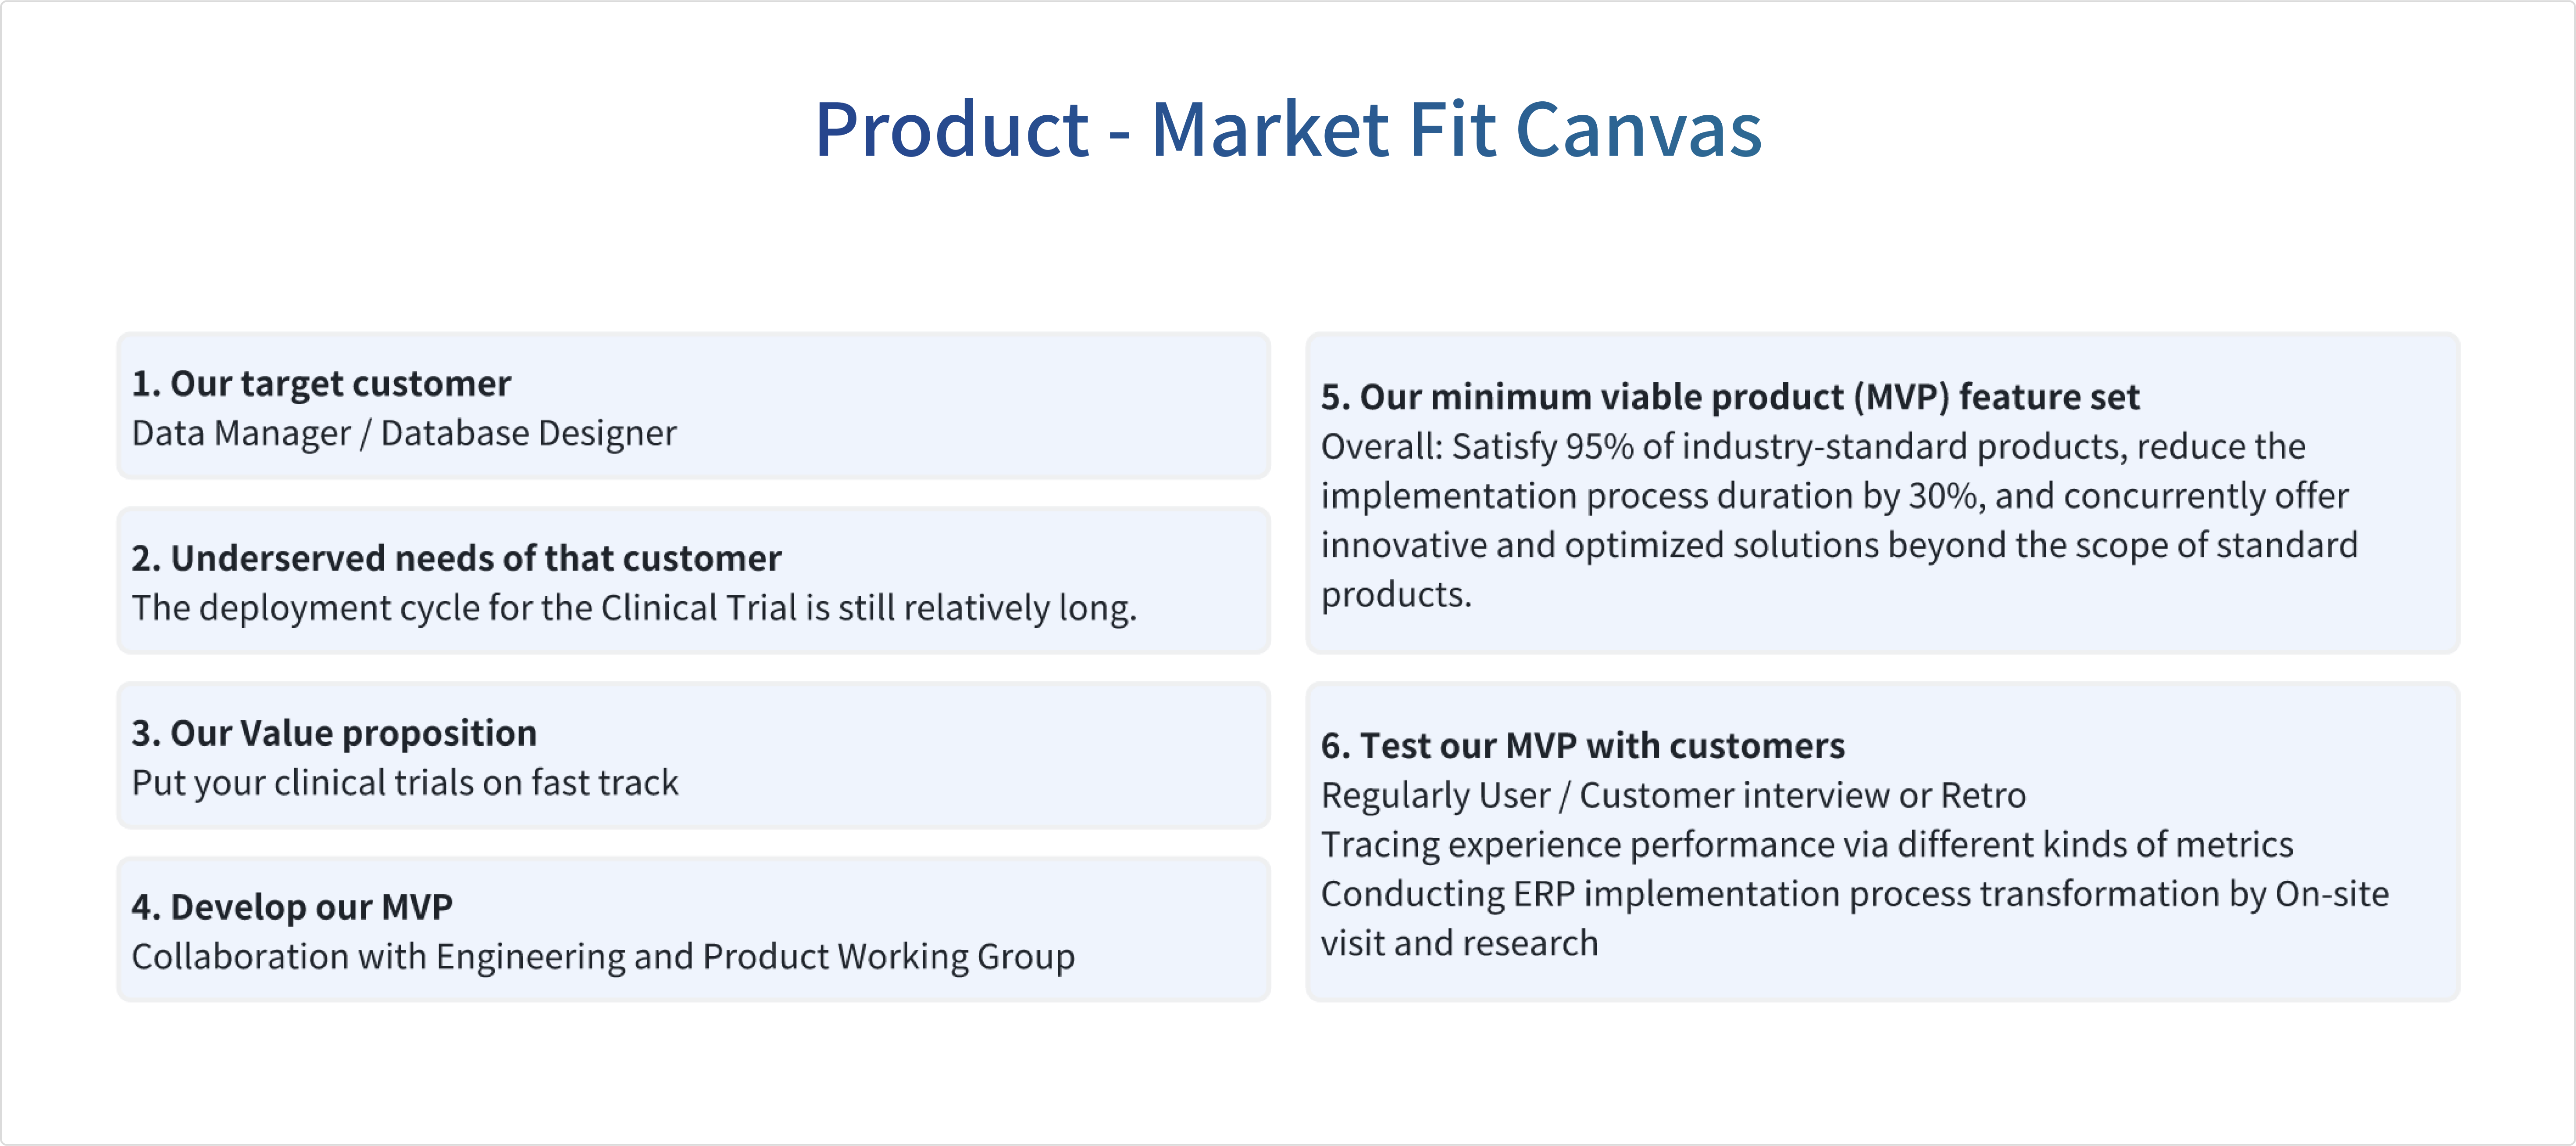 Product - Market Fit Canvas
1. Our target customer
Data Manager / Database Designer
2. Underserved needs of that customer
The deployment cycle for the Clinical Trial is still relatively long.
3. Our Value proposition
Put your clinical trials on fast track
4. Develop our MVP
Collaboration with Engineering and Product Working Group
5. Our minimum viable product (MVP) feature set
Overall: Satisfy 95% of industry-standard products, reduce the
implementation process duration by 30%, and concurrently offer
innovative and optimized solutions beyond the scope of standard
products.
6. Test our MVP with customers
Regularly User / Customer interview or Retro
Tracing experience performance via different kinds of metrics
Conducting ERP implementation process transformation by On-site
visit and research